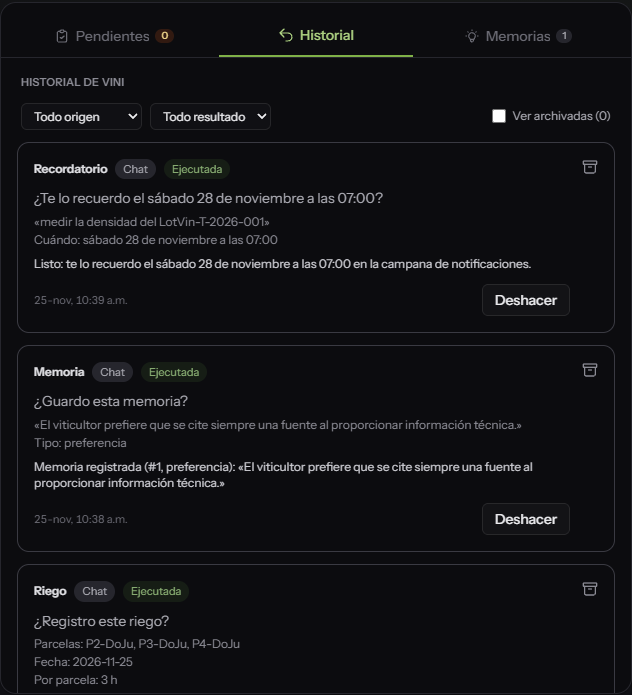 Pendientes 0
Historial
Memorias 1
HISTORIAL DE VINI
Todo origen
Todo resultado
Ver archivadas (0)
Recordatorio Chat Ejecutada
¿Te lo recuerdo el sábado 28 de noviembre a las 07:00?
«medir la densidad del LotVin-T-2026-001»
Cuándo: sábado 28 de noviembre a las 07:00
Listo: te lo recuerdo el sábado 28 de noviembre a las 07:00 en la campana de notificaciones.
25-nov, 10:39 a.m.
Deshacer
Memoria Chat Ejecutada
¿Guardo esta memoria?
«El viticultor prefiere que se cite siempre una fuente al proporcionar información técnica.»
Tipo: preferencia
Memoria registrada (#1, preferencia): «El viticultor prefiere que se cite siempre una fuente al
proporcionar información técnica.»
25-nov, 10:38 a.m.
Deshacer
Riego Chat Ejecutada
¿Registro este riego?
Parcelas: P2-DoJu, P3-DoJu, P4-DoJu
Fecha: 2026-11-25
Por parcela: 3 h